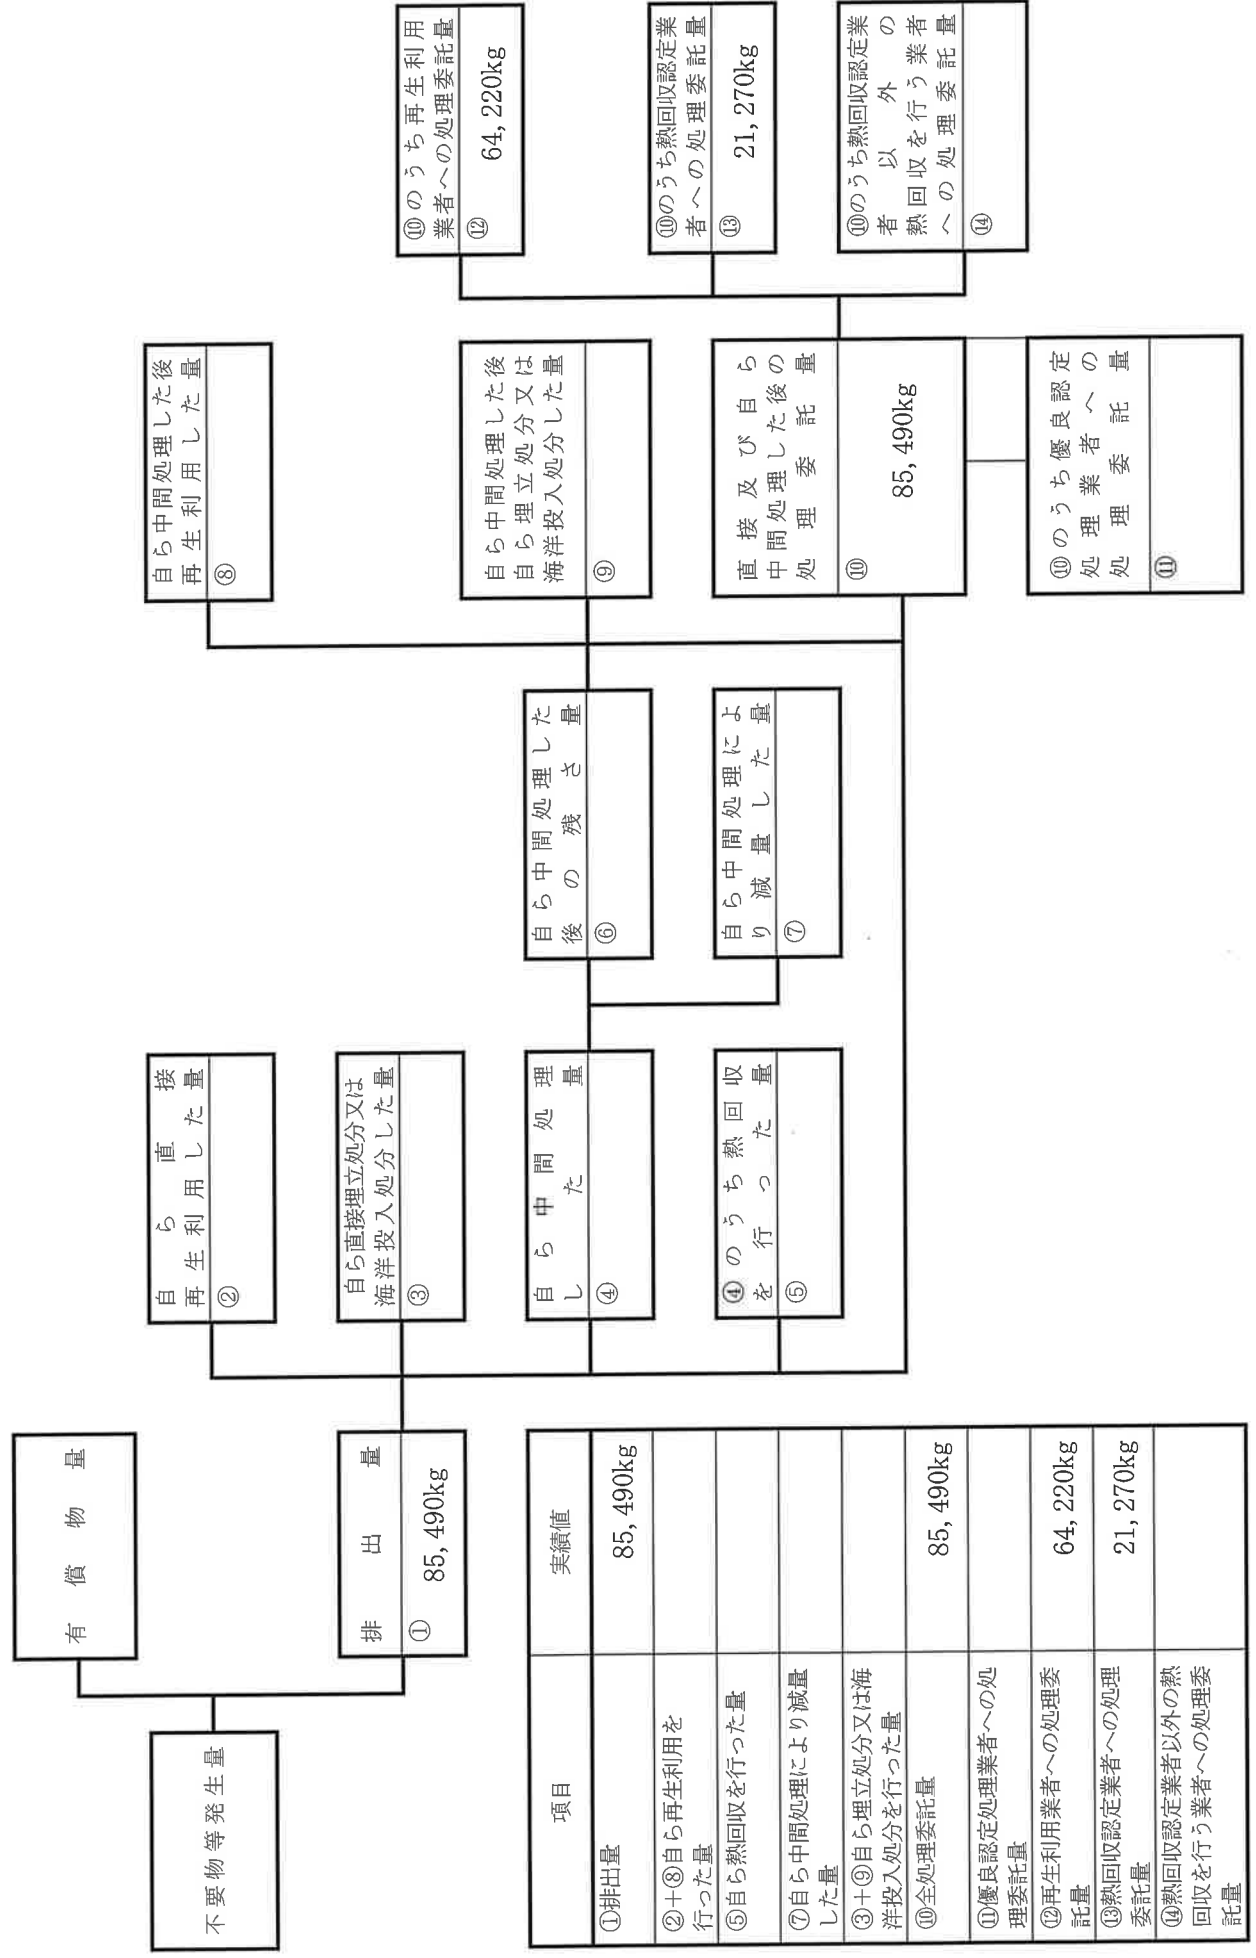 不要物等発生量
有償物量
排出量
① 85,490kg
自ら直接
再生利用した量
②
自ら直接埋立処分又は
海洋投入処分した量
③
自ら中間処理
した量
④
④のうち熱回収
を行った量
⑤
自ら中間処理した
後の残さ量
⑥
自ら中間処理によ
り減量した量
⑦
自ら中間処理した後
再生利用した量
⑧
自ら中間処理した後
自ら埋立処分又は
海洋投入処分した量
⑨
直接及び自ら
中間処理した後の
処理委託量
⑩ 85,490kg
⑩のうち優良認定
処理業者への
処理委託量
⑪
⑩のうち再生利用
業者への処理委託量
⑫ 64,220kg
⑩のうち熱回収認定業
者への処理委託量
⑬ 21,270kg
⑩のうち熱回収認定業
者以外の
熱回収を行う業者
への処理委託量
⑭
項目 実績値
①排出量 85,490kg
②+⑧自ら再生利用を
行った量
⑤自ら熱回収を行った量
⑦自ら中間処理により減量
した量
③+⑨自ら埋立処分又は海
洋投入処分を行った量
⑩全処理委託量 85,490kg
⑪優良認定処理業者への処
理委託量
⑫再生利用業者への処理委 64,220kg
託量
⑬熱回収認定業者への処理 21,270kg
委託量
⑭熱回収認定業者以外の熱
回収を行う業者への処理委
託量